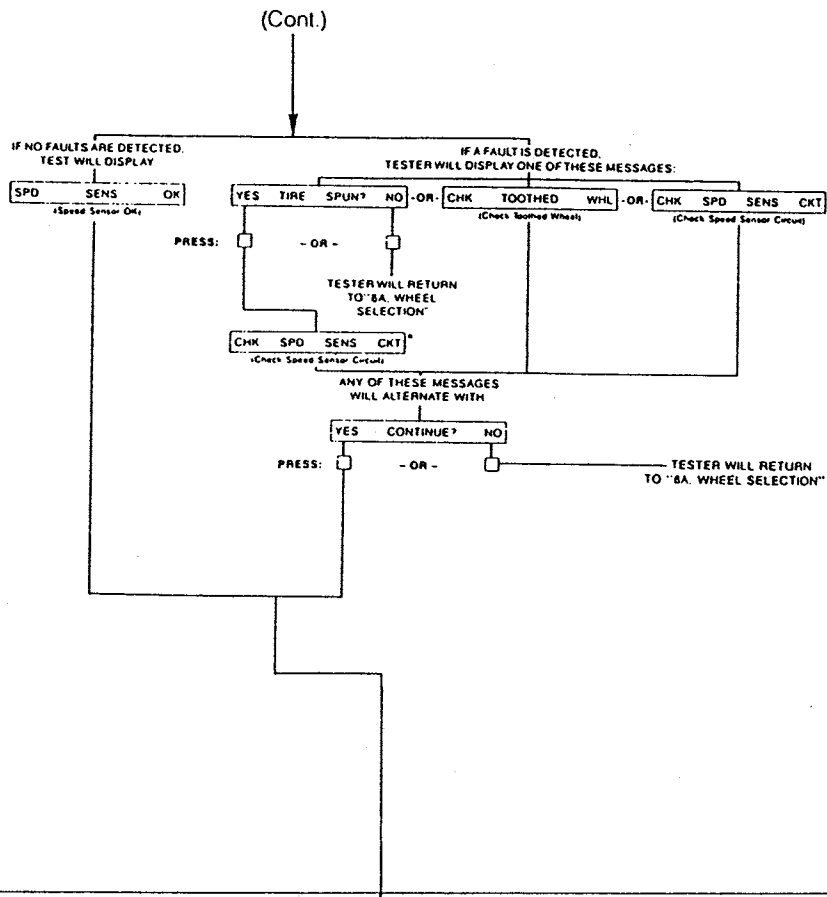 (Cont.)
IF NO FAULTS ARE DETECTED,
TEST WILL DISPLAY
IF A FAULT IS DETECTED,
TESTER WILL DISPLAY ONE OF THESE MESSAGES:
SPD SENS OK
(Speed Sensor OK)
YES TIRE SPUN? NO
-OR-
CHK TOOTHED WHL
(Check Toothed Wheel)
-OR-
CHK SPD SENS CKT
(Check Speed Sensor Circuit)
PRESS: -OR-
TESTER WILL RETURN
TO "8A. WHEEL
SELECTION"
CHK SPD SENS CKT*
(Check Speed Sensor Circuit)
ANY OF THESE MESSAGES
WILL ALTERNATE WITH
YES CONTINUE? NO
PRESS: -OR-
TESTER WILL RETURN
TO "8A. WHEEL SELECTION"